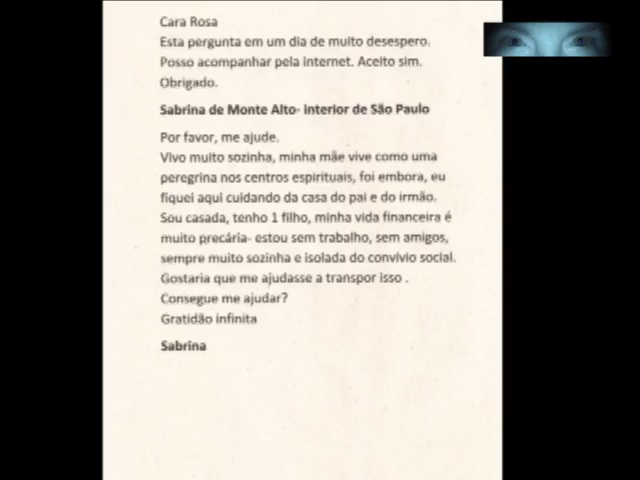 Cara Rosa
Esta pergunta em um dia de muito desespero.
Posso acompanhar pela internet. Aceito sim.
Obrigado.
Sabrina de Monte Alto- Interior de São Paulo
Por favor, me ajude.
Vivo muito sozinha, minha mãe vive como uma
peregrina nos centros espirituais, foi embora, eu
fiquei aqui cuidando da casa do pai e do irmão.
Sou casada, tenho 1 filho, minha vida financeira é
muito precária- estou sem trabalho, sem amigos,
sempre muito sozinha e isolada do convívio social.
Gostaria que me ajudasse a transpor isso .
Consegue me ajudar?
Gratidão infinita
Sabrina